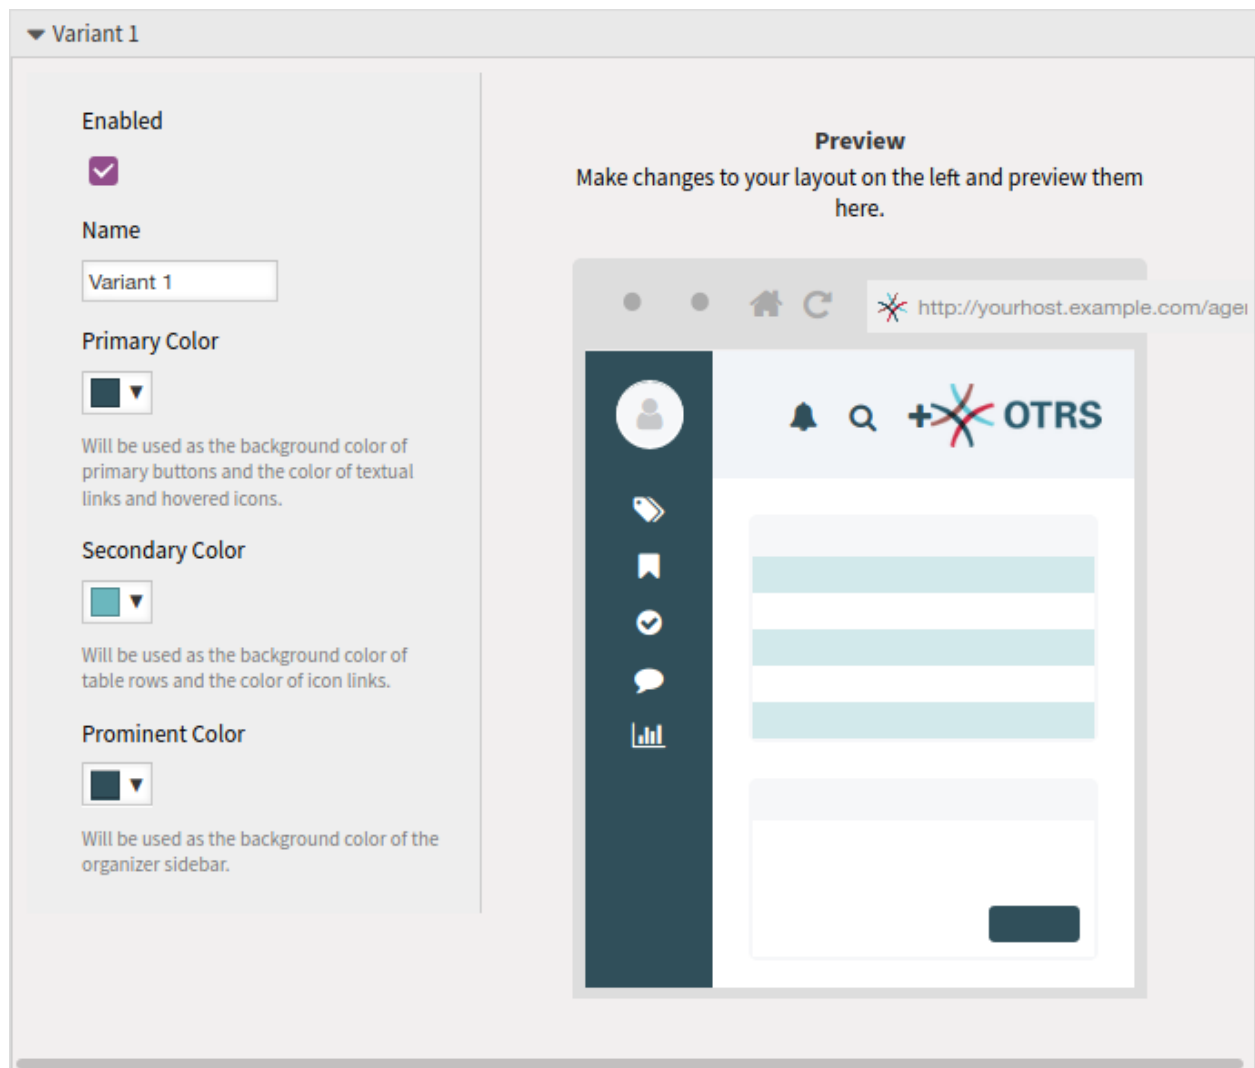 Variant 1
Enabled
Name
Variant 1
Primary Color
Will be used as the background color of
primary buttons and the color of textual
links and hovered icons.
Secondary Color
Will be used as the background color of
table rows and the color of icon links.
Prominent Color
Will be used as the background color of the
organizer sidebar.
Preview
Make changes to your layout on the left and preview them
here.
http://yourhost.example.com/agen
OTRS